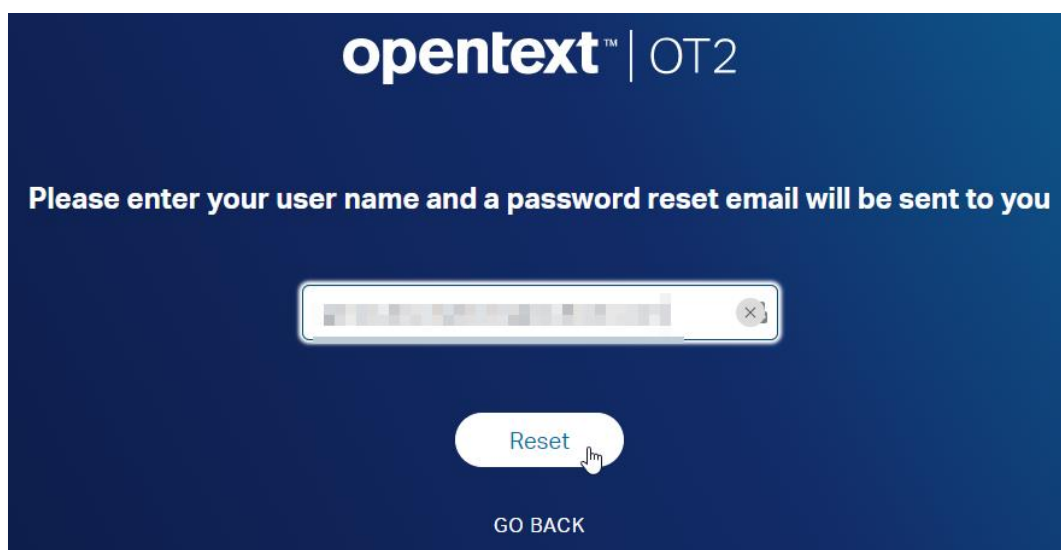 opentext™ | OT2
Please enter your user name and a password reset email will be sent to you
Reset
GO BACK